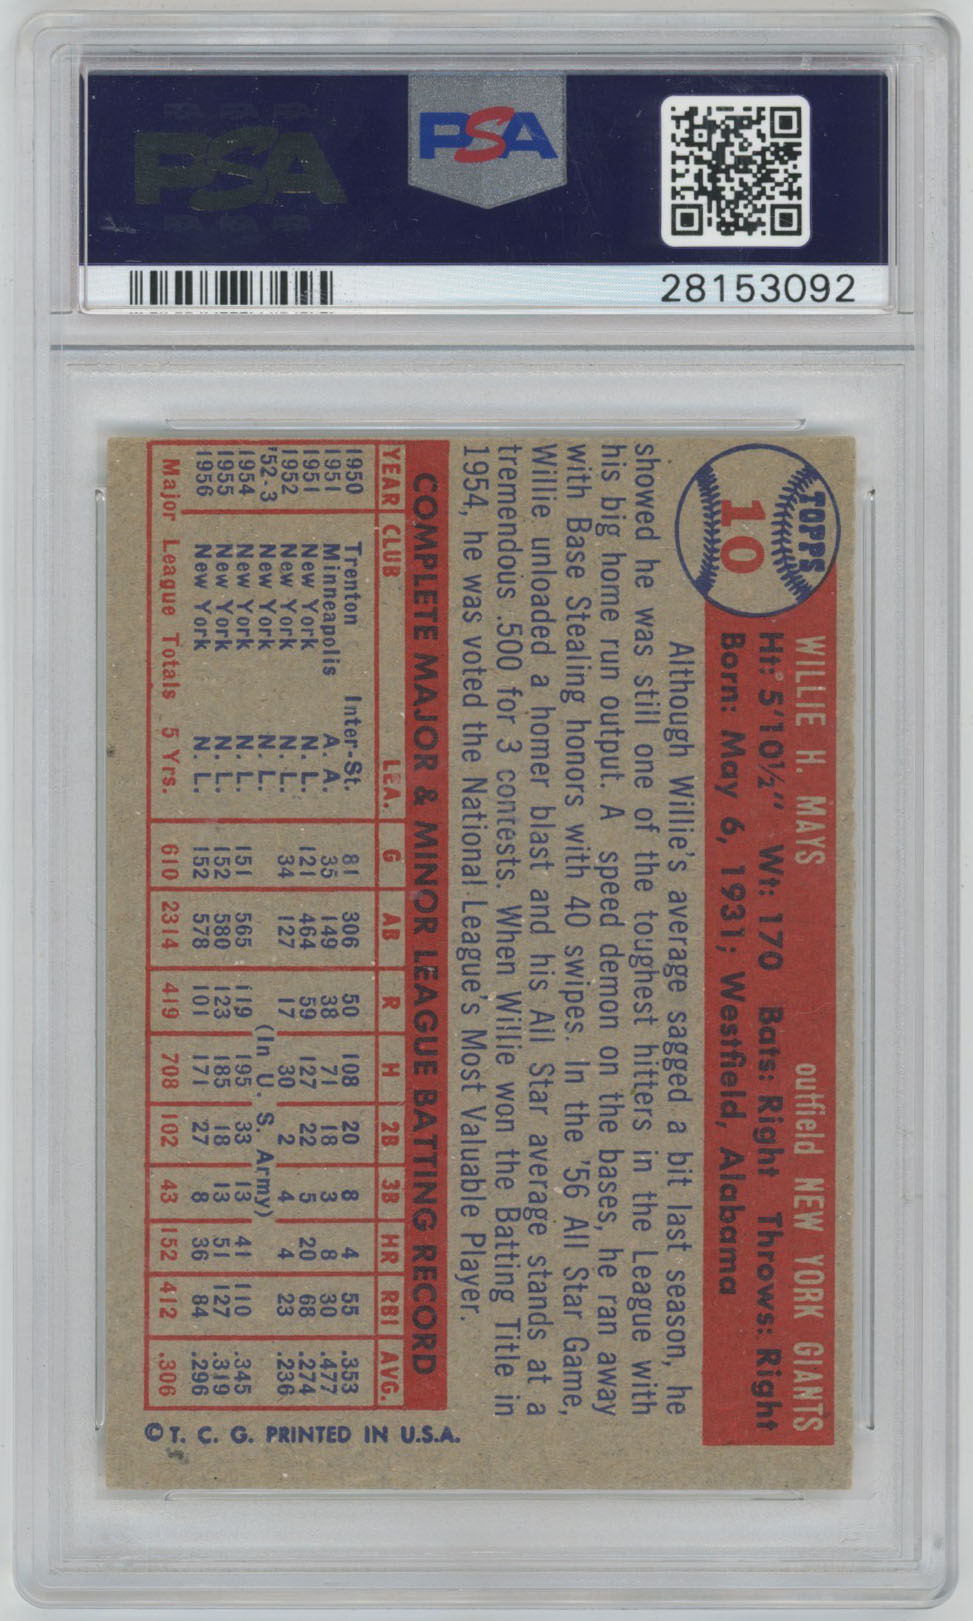 PSA
PSA
28153092
TOPPS
10
WILLIE H. MAYS outfield NEW YORK GIANTS
Ht: 5'10½" Wt: 170 Bats: Right Throws: Right
Born: May 6, 1931; Westfield, Alabama
Although Willie's average sagged a bit last season, he
showed he was still one of the toughest hitters in the League with
his big home run output. A speed demon on the bases, he ran away
with Base Stealing honors with 40 swipes. In the '56 All Star Game,
Willie unloaded a homer blast and his All Star average stands at a
tremendous .500 for 3 contests. When Willie won the Batting Title in
1954, he was voted the National League's Most Valuable Player.
COMPLETE MAJOR & MINOR LEAGUE BATTING RECORD
YEAR CLUB LEA. G AB R H 2B 3B HR RBI AVG.
1950 Trenton Inter-St. 81 306 50 108 20 8 4 55 .353
1951 Minneapolis A. A. 35 149 38 71 18 3 8 30 .477
1951 New York N. L. 121 464 59 127 22 5 20 68 .274
1952 New York N. L. 34 127 17 30 2 4 4 23 .236
'52-3 New York N. L. (In U. S. Army)
1954 New York N. L. 151 565 119 195 33 13 41 110 .345
1955 New York N. L. 152 580 123 185 18 13 51 127 .319
1956 New York N. L. 152 578 101 171 27 8 36 84 .296
Major League Totals 5 Yrs. 610 2314 419 708 102 43 152 412 .306
© T. C. G. PRINTED IN U.S.A.